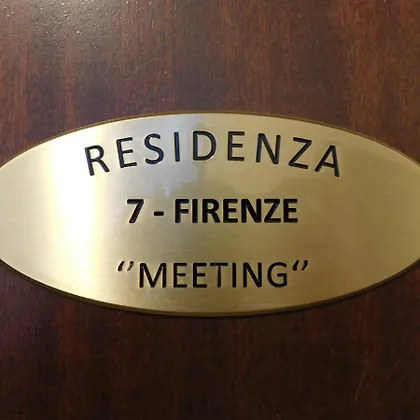 RESIDENZA
7 - FIRENZE
‘’MEETING‘’